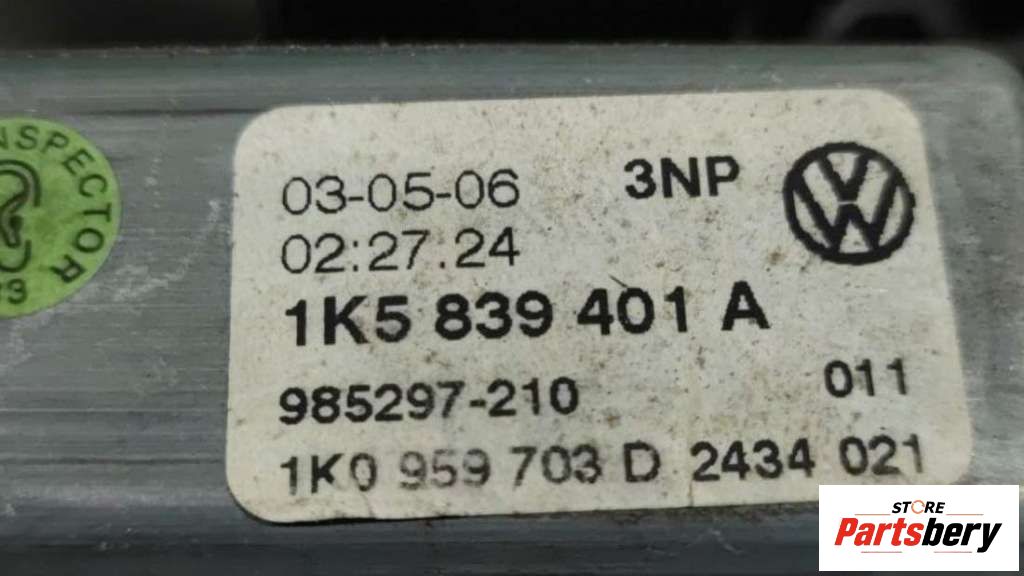 INSPECTOR
03-05-06 3NP
02:27:24
1K5 839 401 A
985297-210 011
1K0 959 703 D 2434 021
STORE
Partsbery